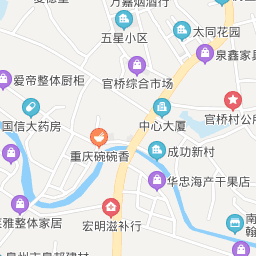 万嘉烟酒行
五星小区
太同花园
泉鑫家具
官桥综合市场
爱帝整体厨柜
官桥村公
国信大药房
中心大厦
重庆碗碗香
成功新村
华忠海产干果店
雅整体家居
宏明滋补行
南
翰